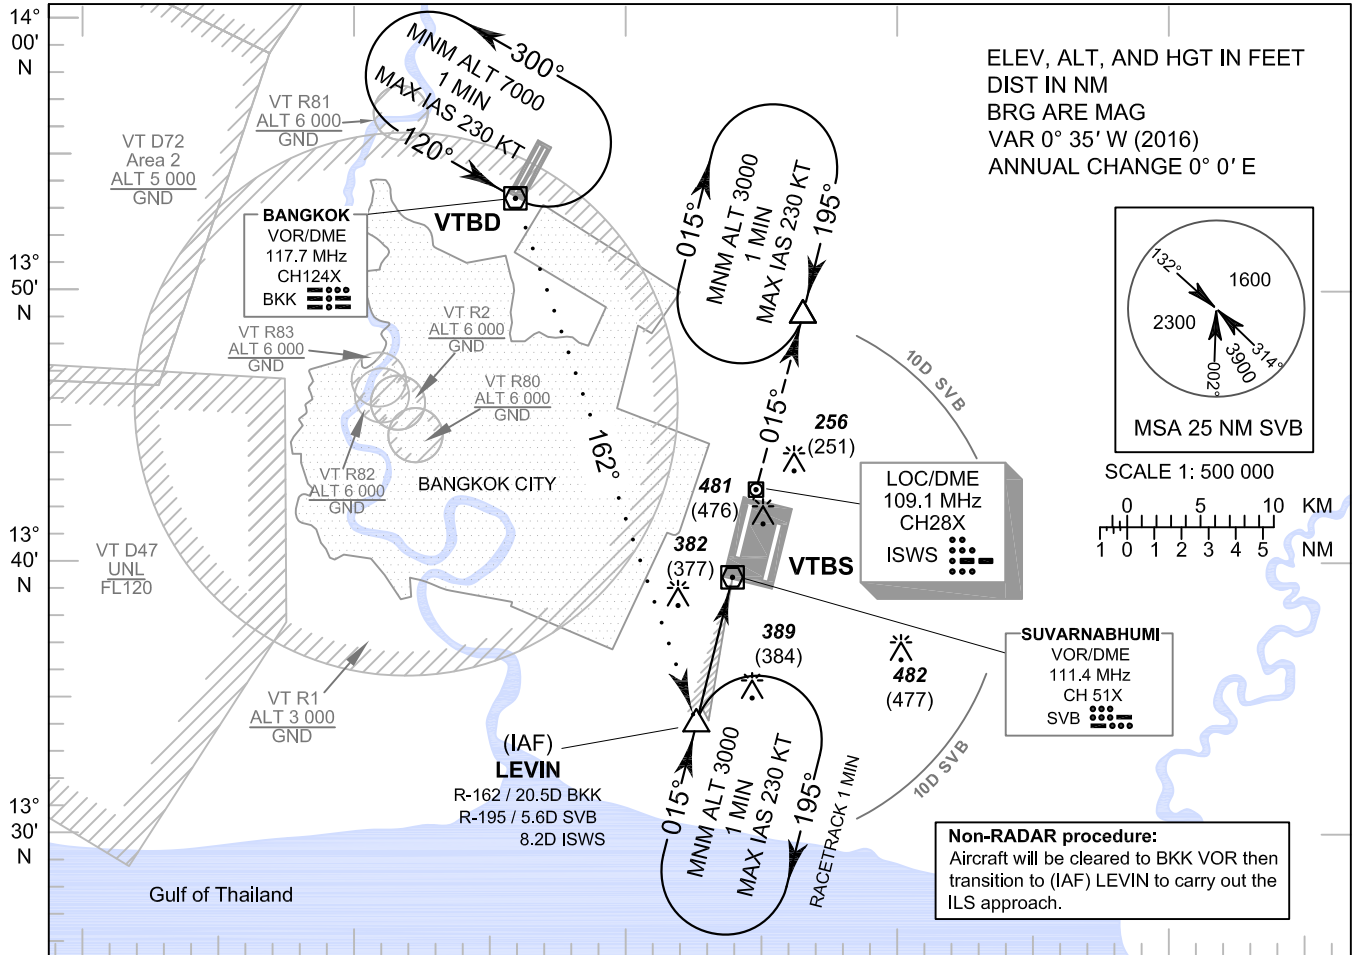 14°
00'
N
13°
50'
N
13°
40'
N
13°
30'
N
MNM ALT 7000
1 MIN
MAX IAS 230 KT
300°
120°
VT R81
ALT 6 000
GND
VT D72
Area 2
ALT 5 000
GND
BANGKOK
VOR/DME
117.7 MHz
CH124X
BKK
VTBD
ELEV, ALT, AND HGT IN FEET
DIST IN NM
BRG ARE MAG
VAR 0° 35' W (2016)
ANNUAL CHANGE 0° 0' E
015°
MNM ALT 3000
1 MIN
MAX IAS 230 KT
195°
132°
1600
2300
3900
314°
002°
MSA 25 NM SVB
SCALE 1: 500 000
0 5 10 KM
1 0 1 2 3 4 5 NM
VT R2
ALT 6 000
GND
VT R83
ALT 6 000
GND
VT R80
ALT 6 000
GND
VT R82
ALT 6 000
GND
BANGKOK CITY
162°
10D SVB
015°
256
(251)
481
(476)
382
(377)
VTBS
LOC/DME
109.1 MHz
CH28X
ISWS
389
(384)
482
(477)
SUVARNABHUMI
VOR/DME
111.4 MHz
CH 51X
SVB
VT D47
UNL
FL120
VT R1
ALT 3 000
GND
(IAF)
LEVIN
R-162 / 20.5D BKK
R-195 / 5.6D SVB
8.2D ISWS
015°
MNM ALT 3000
1 MIN
MAX IAS 230 KT
195°
RACETRACK 1 MIN
10D SVB
Gulf of Thailand
Non-RADAR procedure:
Aircraft will be cleared to BKK VOR then
transition to (IAF) LEVIN to carry out the
ILS approach.